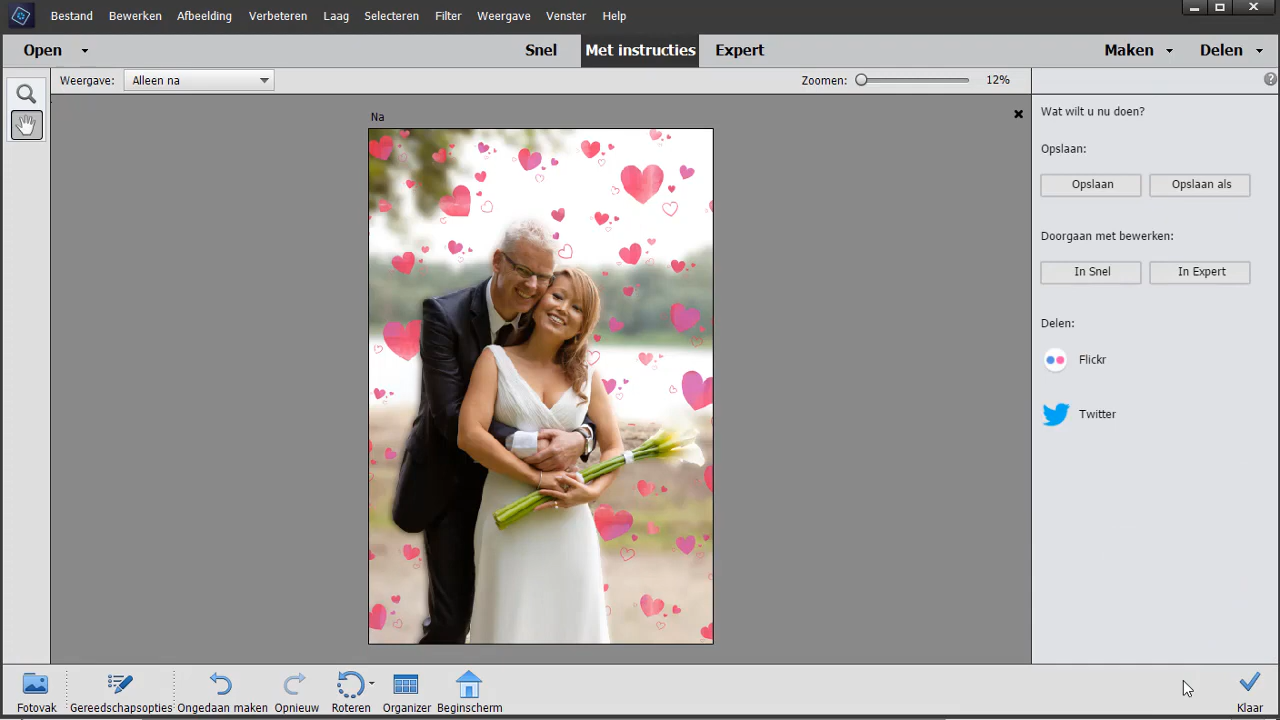 Bestand Bewerken Afbeelding Verbeteren Laag Selecteren Filter Weergave Venster Help
Open Snel Met instructies Expert Maken Delen
Weergave: Alleen na Zoomen: 12%
Na
Wat wilt u nu doen?
Opslaan:
Opslaan Opslaan als
Doorgaan met bewerken:
In Snel In Expert
Delen:
Flickr
Twitter
Fotovak Gereedschapsopties Ongedaan maken Opnieuw Roteren Organizer Beginscherm Klaar